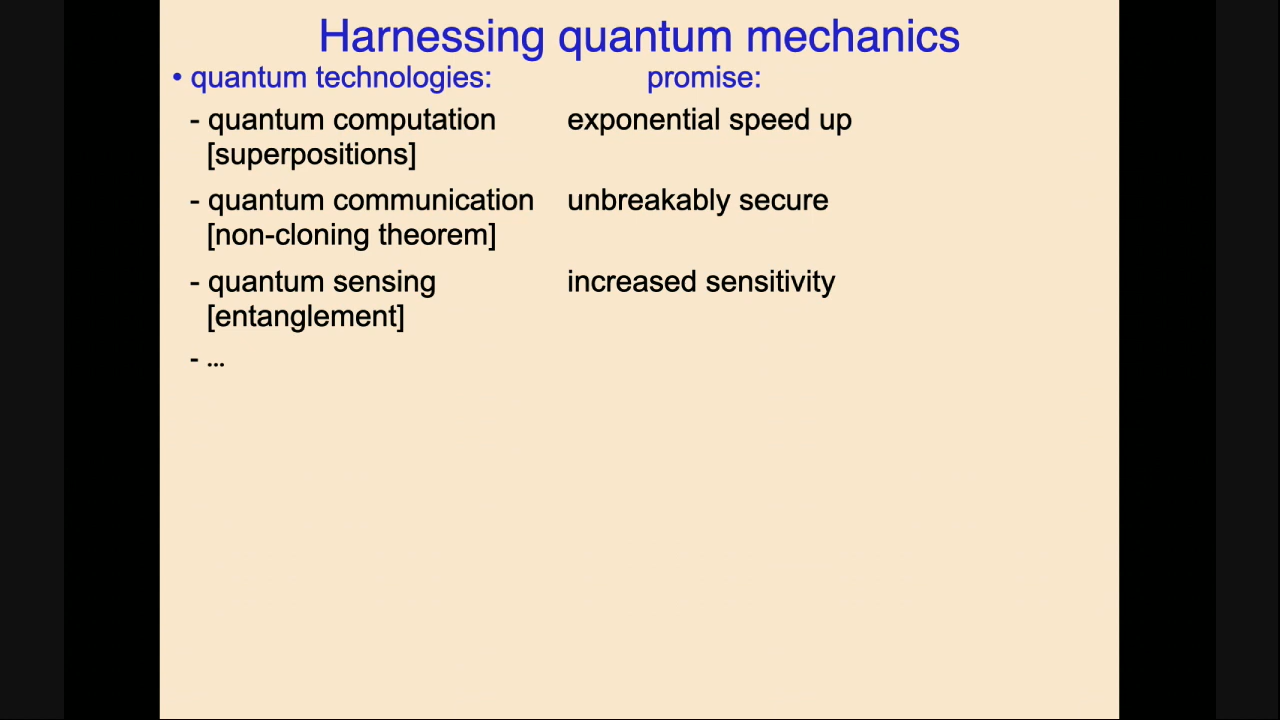 Harnessing quantum mechanics
• quantum technologies: promise:
- quantum computation exponential speed up
[superpositions]
- quantum communication unbreakably secure
[non-cloning theorem]
- quantum sensing increased sensitivity
[entanglement]
- ...